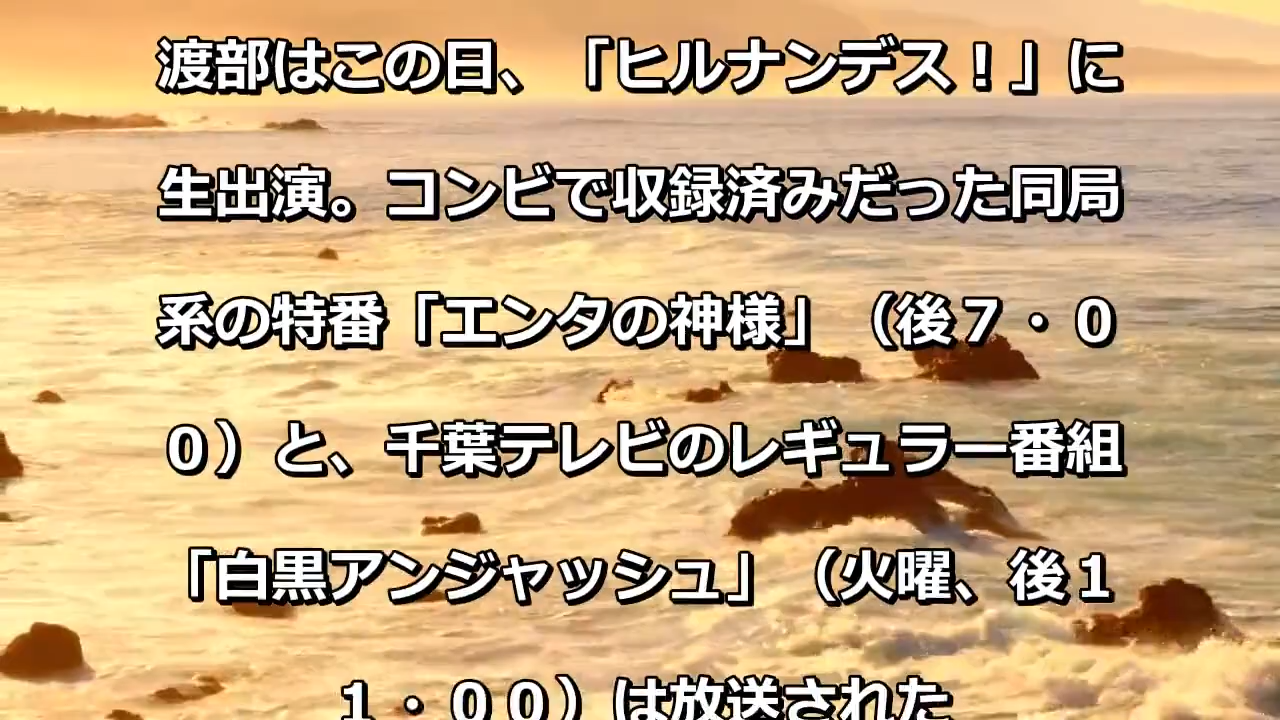 渡部はこの日、「ヒルナンデス！」に
生出演。コンビで収録済みだった同局
系の特番「エンタの神様」（後７・０
０）と、千葉テレビのレギュラー番組
「白黒アンジャッシュ」（火曜、後１
１・００）は放送された